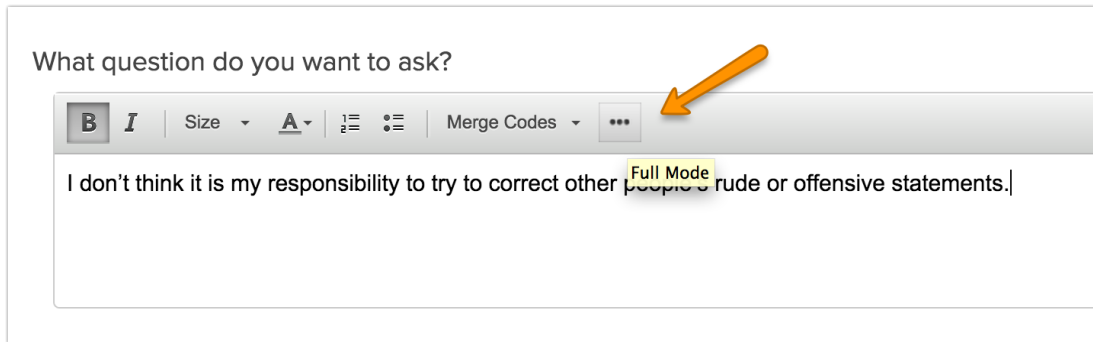 What question do you want to ask?
B I Size A Merge Codes
Full Mode
I don’t think it is my responsibility to try to correct other people's rude or offensive statements.